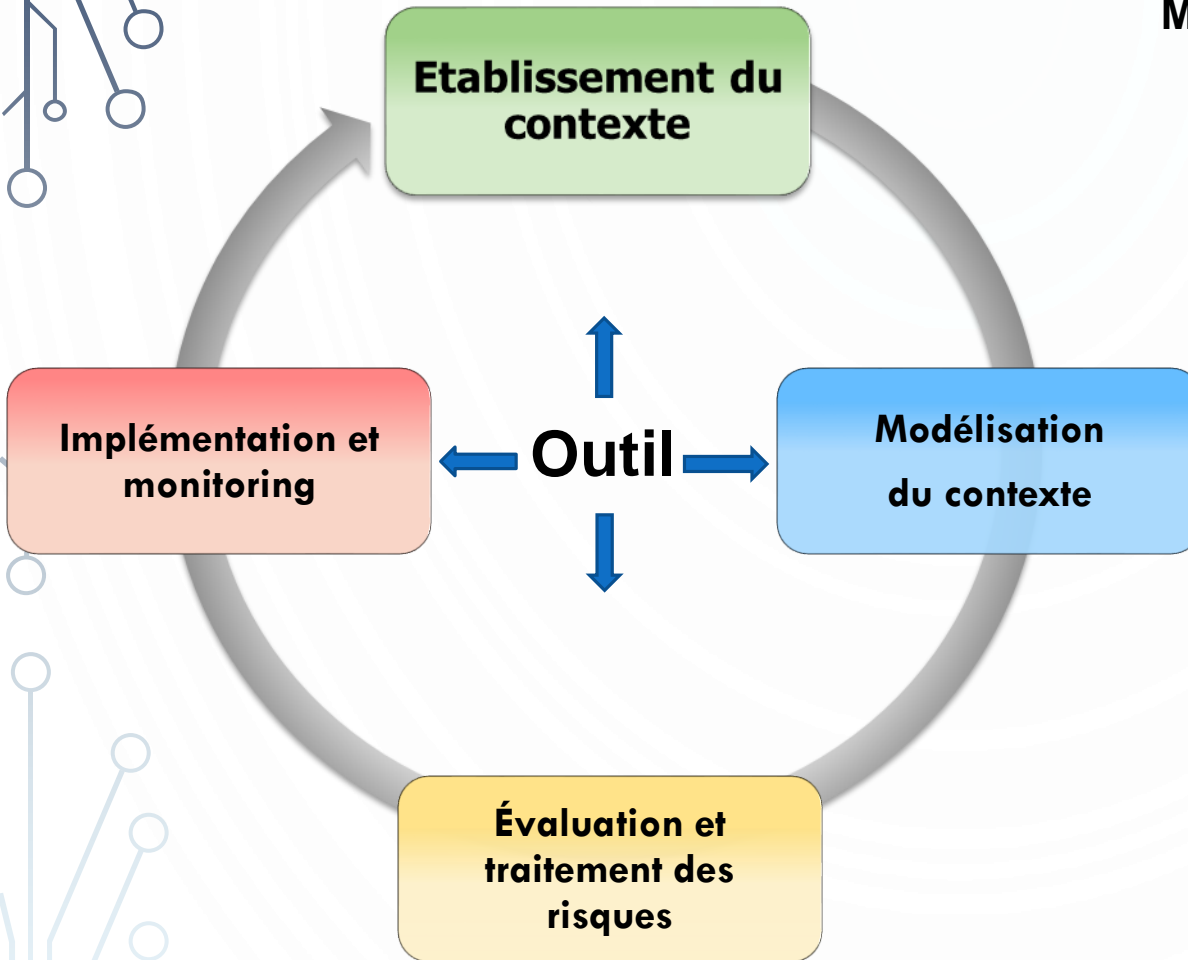 M
Etablissement du
contexte
Implémentation et
monitoring
Outil
Modélisation
du contexte
Évaluation et
traitement des
risques